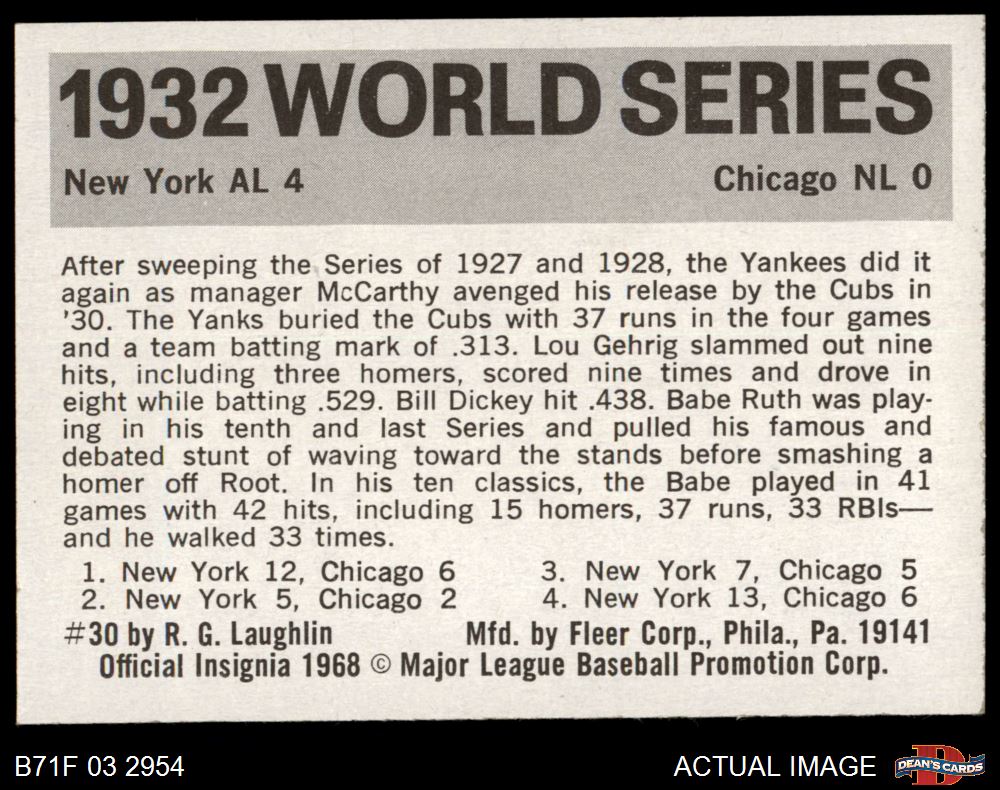 1932 WORLD SERIES
New York AL 4 Chicago NL 0
After sweeping the Series of 1927 and 1928, the Yankees did it
again as manager McCarthy avenged his release by the Cubs in
'30. The Yanks buried the Cubs with 37 runs in the four games
and a team batting mark of .313. Lou Gehrig slammed out nine
hits, including three homers, scored nine times and drove in
eight while batting .529. Bill Dickey hit .438. Babe Ruth was play-
ing in his tenth and last Series and pulled his famous and
debated stunt of waving toward the stands before smashing a
homer off Root. In his ten classics, the Babe played in 41
games with 42 hits, including 15 homers, 37 runs, 33 RBIs—
and he walked 33 times.
1. New York 12, Chicago 6 3. New York 7, Chicago 5
2. New York 5, Chicago 2 4. New York 13, Chicago 6
#30 by R. G. Laughlin Mfd. by Fleer Corp., Phila., Pa. 19141
Official Insignia 1968 © Major League Baseball Promotion Corp.
B71F 03 2954 ACTUAL IMAGE D DEAN'S CARDS